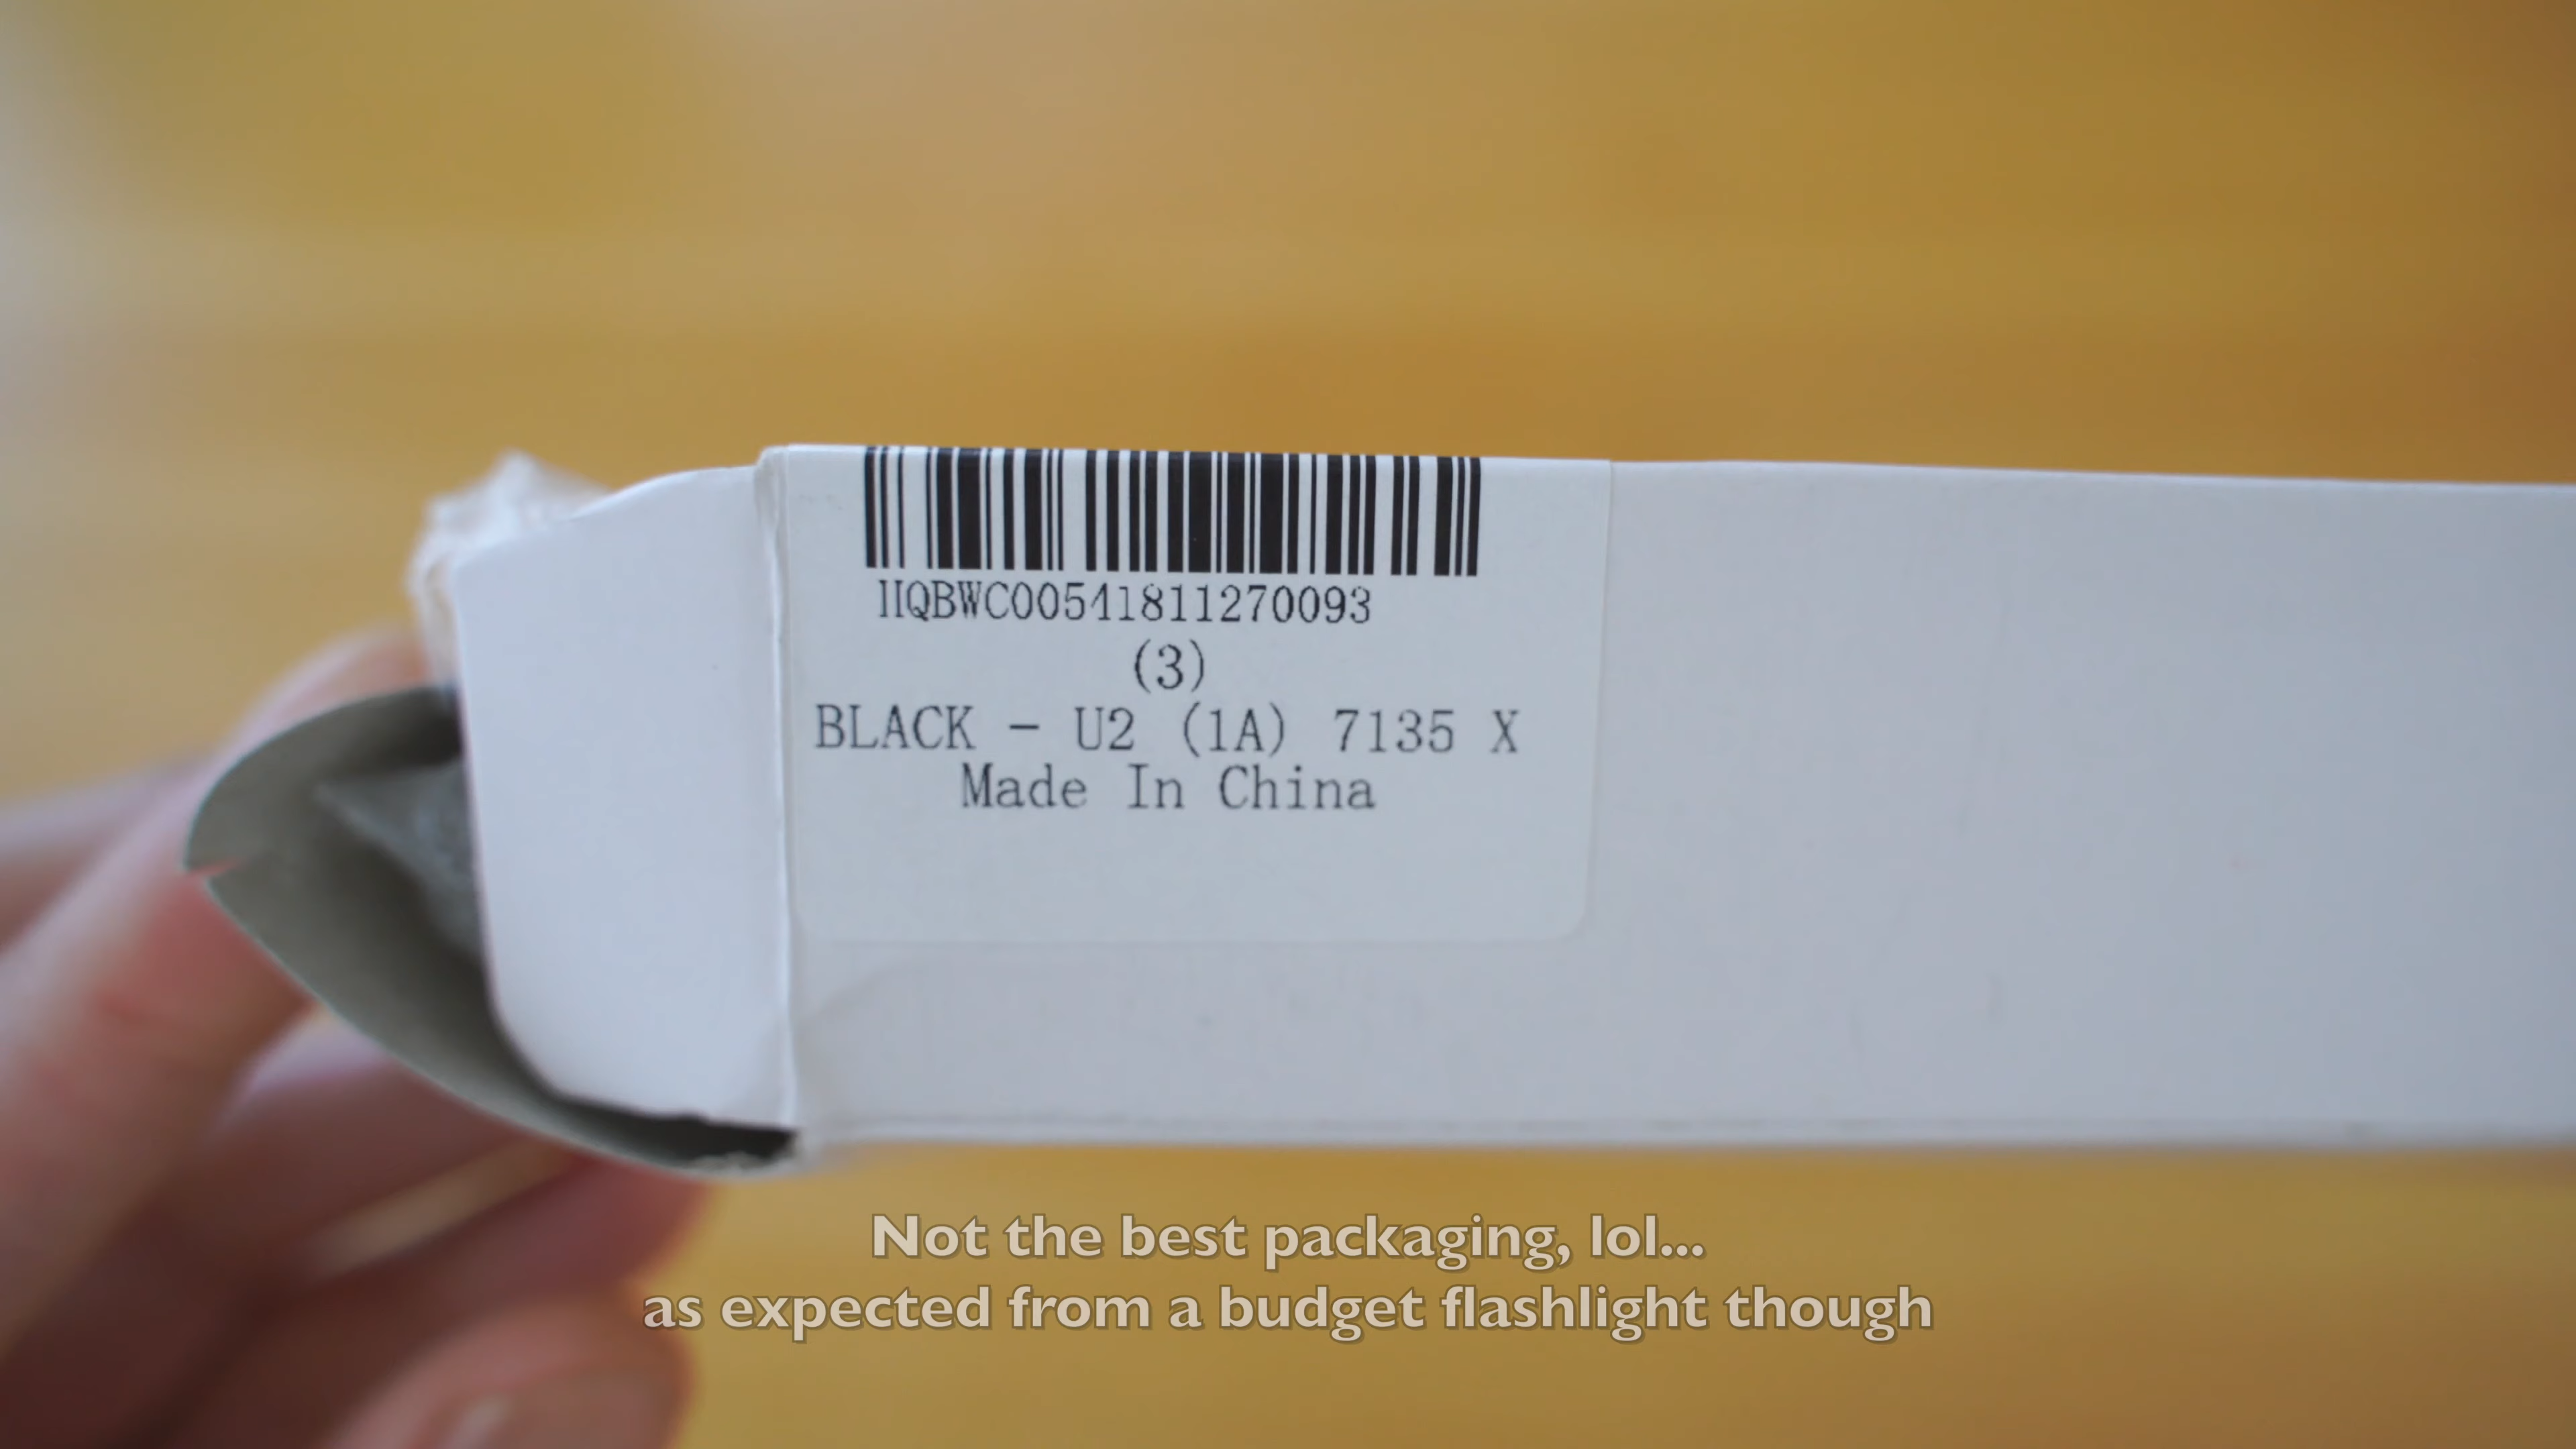 IIQBWC00541811270093
(3)
BLACK - U2 (1A) 7135 X
Made In China
Not the best packaging, lol...
as expected from a budget flashlight though